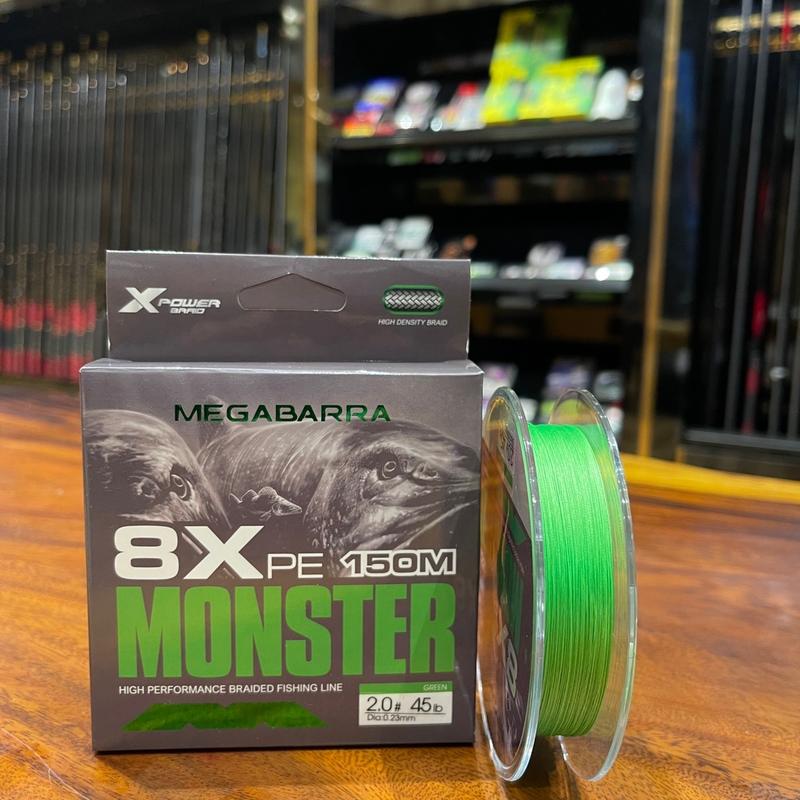 X POWER
BRAID
HIGH DENSITY BRAID
MEGABARRA
8X PE 150M
MONSTER
HIGH PERFORMANCE BRAIDED FISHING LINE
GREEN
2.0# 45lb
Dia:0.23mm